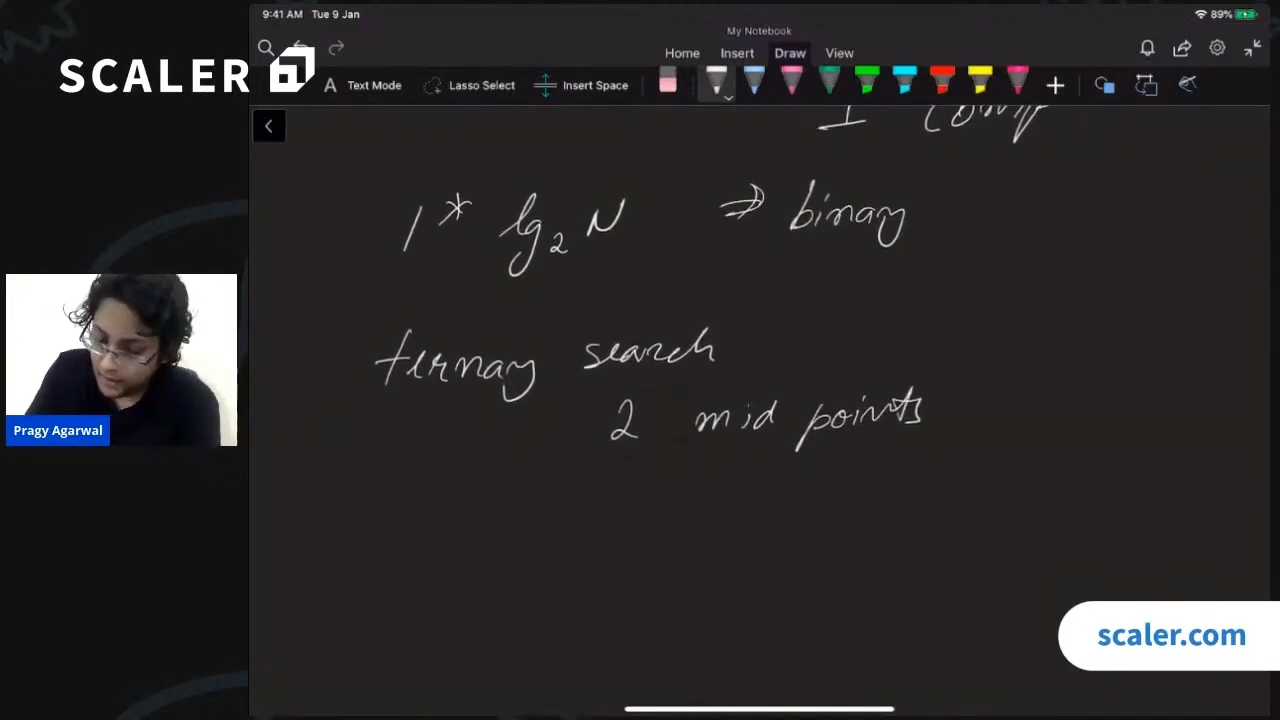 9:41 AM Tue 9 Jan
89%
My Notebook
Home Insert Draw View
SCALER
A Text Mode Lasso Select Insert Space
1 * lg2 N ⇒ binary
ternay search
2 mid points
Pragy Agarwal
scaler.com